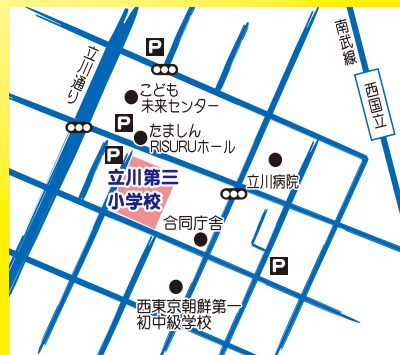 立川通り
南武線
西国立
P
こども
未来センター
P
たましん
RISURUホール
P
立川第三
小学校
立川病院
合同庁舎
P
西東京朝鮮第一
初中級学校